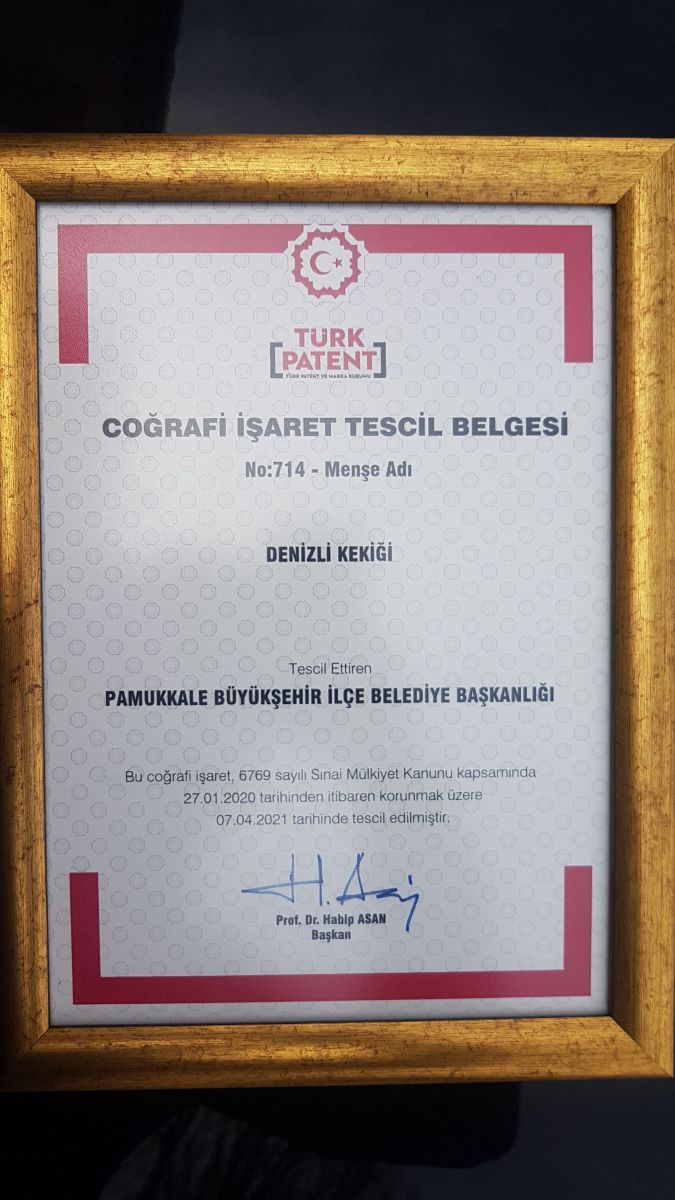 TÜRK
PATENT
TÜRK PATENT VE MARKA KURUMU
COĞRAFİ İŞARET TESCİL BELGESİ
No:714 - Menşe Adı
DENİZLİ KEKİĞİ
Tescil Ettiren
PAMUKKALE BÜYÜKŞEHİR İLÇE BELEDİYE BAŞKANLIĞI
Bu coğrafi işaret, 6769 sayılı Sınai Mülkiyet Kanunu kapsamında
27.01.2020 tarihinden itibaren korunmak üzere
07.04.2021 tarihinde tescil edilmiştir.
H. Asan
Prof. Dr. Habip ASAN
Başkan